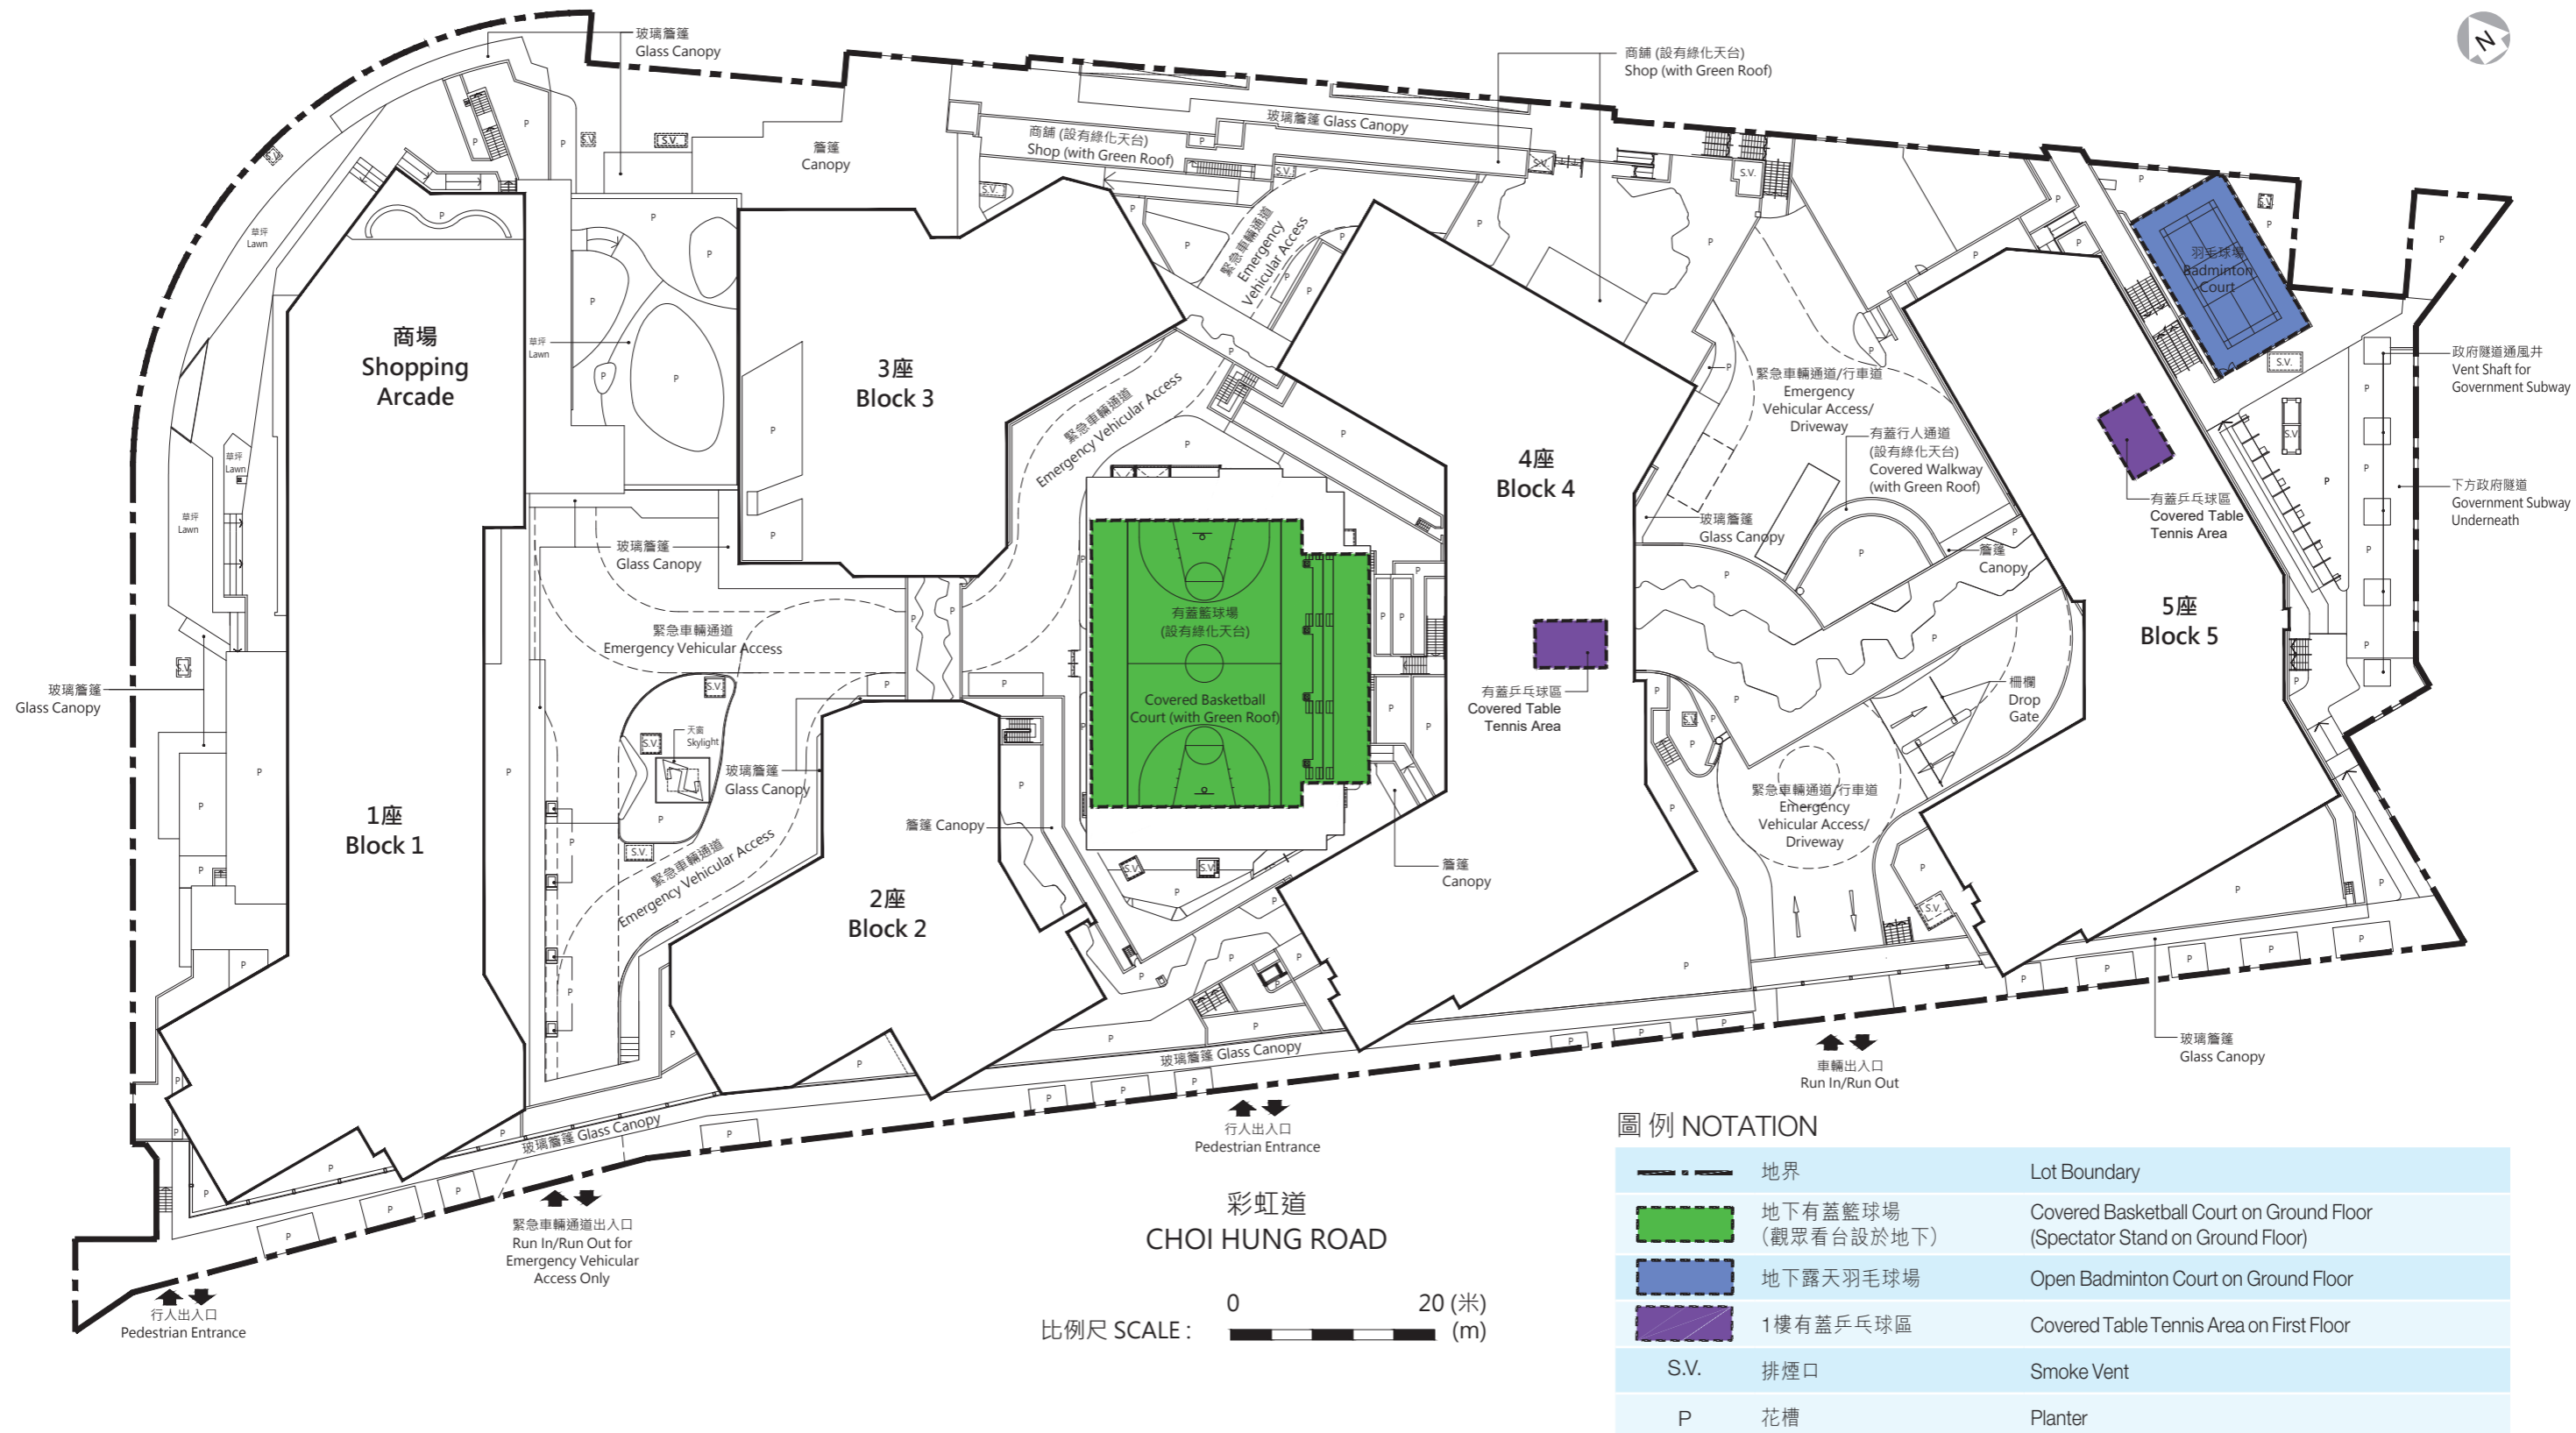 玻璃簷篷
Glass Canopy
商舖 (設有綠化天台)
Shop (with Green Roof)
N
玻璃簷篷 Glass Canopy
商舖 (設有綠化天台)
Shop (with Green Roof)
簷篷
Canopy
S.V.
S.V.
S.V.
S.V.
S.V.
S.V.
P
P
P
P
草坪
Lawn
緊急車輛通道
Emergency
Vehicular Access
羽毛球場
Badminton
Court
商場
Shopping
Arcade
草坪
Lawn
3座
Block 3
緊急車輛通道
Emergency Vehicular Access
緊急車輛通道/行車道
Emergency
Vehicular Access/
Driveway
政府隧道通風井
Vent Shaft for
Government Subway
有蓋行人通道
(設有綠化天台)
Covered Walkway
(with Green Roof)
4座
Block 4
草坪
Lawn
草坪
Lawn
有蓋乒乓球區
Covered Table
Tennis Area
下方政府隧道
Government Subway
Underneath
玻璃簷篷
Glass Canopy
玻璃簷篷
Glass Canopy
簷篷
Canopy
有蓋籃球場
(設有綠化天台)
Covered Basketball
Court (with Green Roof)
緊急車輛通道
Emergency Vehicular Access
5座
Block 5
玻璃簷篷
Glass Canopy
有蓋乒乓球區
Covered Table
Tennis Area
柵欄
Drop
Gate
S.V.
S.V.
天窗
Skylight
玻璃簷篷
Glass Canopy
緊急車輛通道/行車道
Emergency
Vehicular Access/
Driveway
1座
Block 1
簷篷 Canopy
S.V.
緊急車輛通道
Emergency Vehicular Access
S.V.
S.V.
簷篷
Canopy
2座
Block 2
S.V.
玻璃簷篷 Glass Canopy
玻璃簷篷
Glass Canopy
車輛出入口
Run In/Run Out
玻璃簷篷 Glass Canopy
行人出入口
Pedestrian Entrance
緊急車輛通道出入口
Run In/Run Out for
Emergency Vehicular
Access Only
行人出入口
Pedestrian Entrance
彩虹道
CHOI HUNG ROAD
比例尺 SCALE :
0 20 (米)
(m)
圖例 NOTATION
地界 Lot Boundary
地下有蓋籃球場 Covered Basketball Court on Ground Floor
(觀眾看台設於地下) (Spectator Stand on Ground Floor)
地下露天羽毛球場 Open Badminton Court on Ground Floor
1樓有蓋乒乓球區 Covered Table Tennis Area on First Floor
S.V. 排煙口 Smoke Vent
P 花槽 Planter